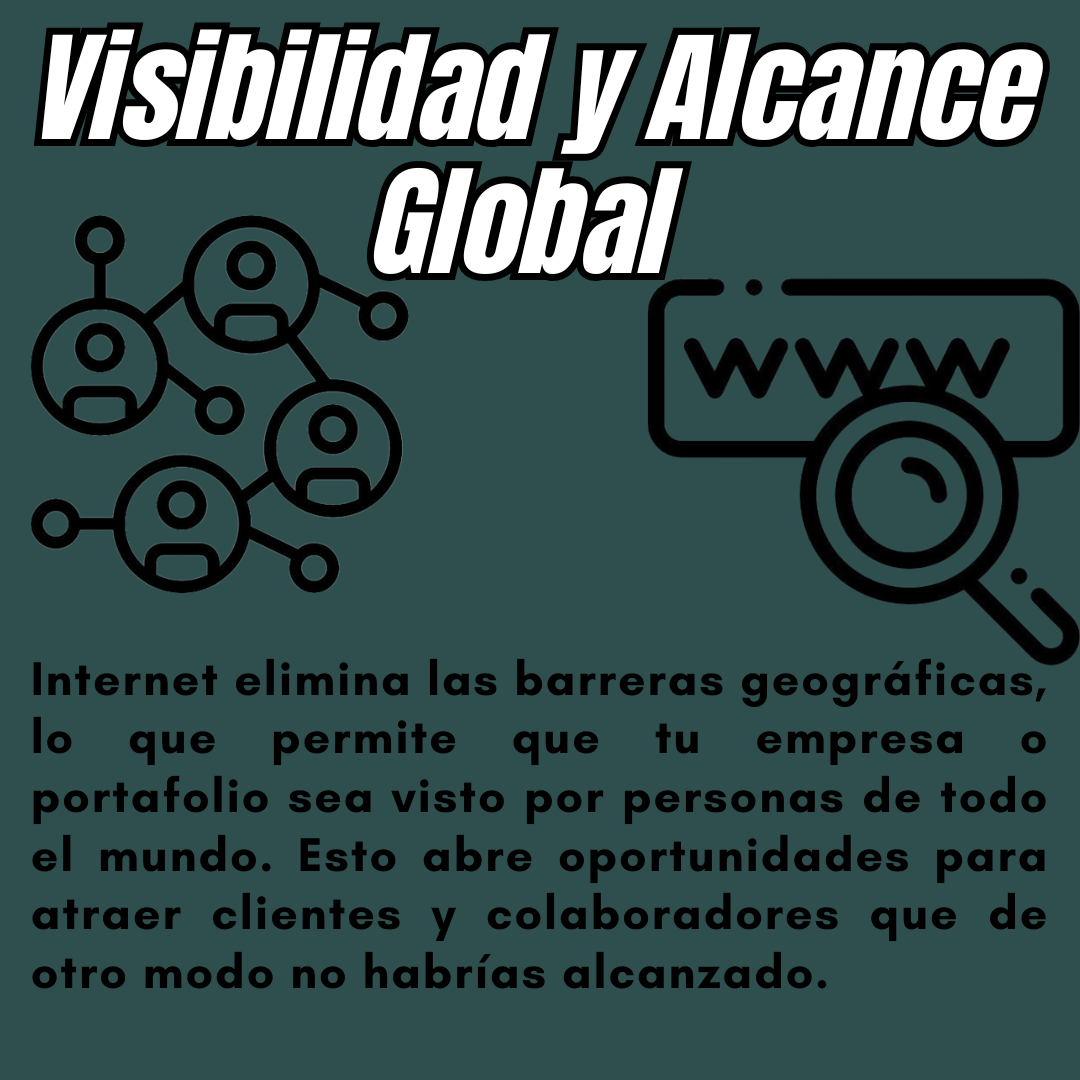 Visibilidad y Alcance
Global
www
Internet elimina las barreras geográficas,
lo que permite que tu empresa o
portafolio sea visto por personas de todo
el mundo. Esto abre oportunidades para
atraer clientes y colaboradores que de
otro modo no habrías alcanzado.